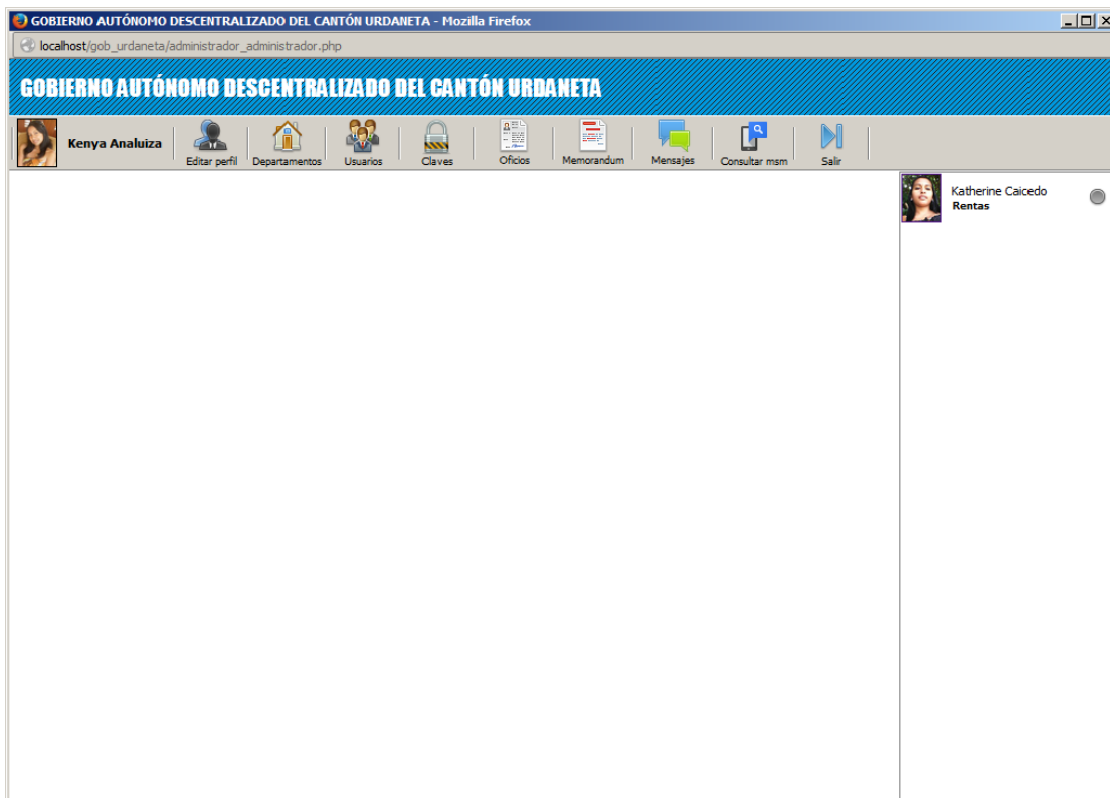 GOBIERNO AUTÓNOMO DESCENTRALIZADO DEL CANTÓN URDANETA - Mozilla Firefox
localhost/gob_urdaneta/administrador_administrador.php
GOBIERNO AUTÓNOMO DESCENTRALIZADO DEL CANTÓN URDANETA
Kenya Analuiza
Editar perfil
Departamentos
Usuarios
Claves
Oficios
Memorandum
Mensajes
Consultar msm
Salir
Katherine Caicedo
Rentas